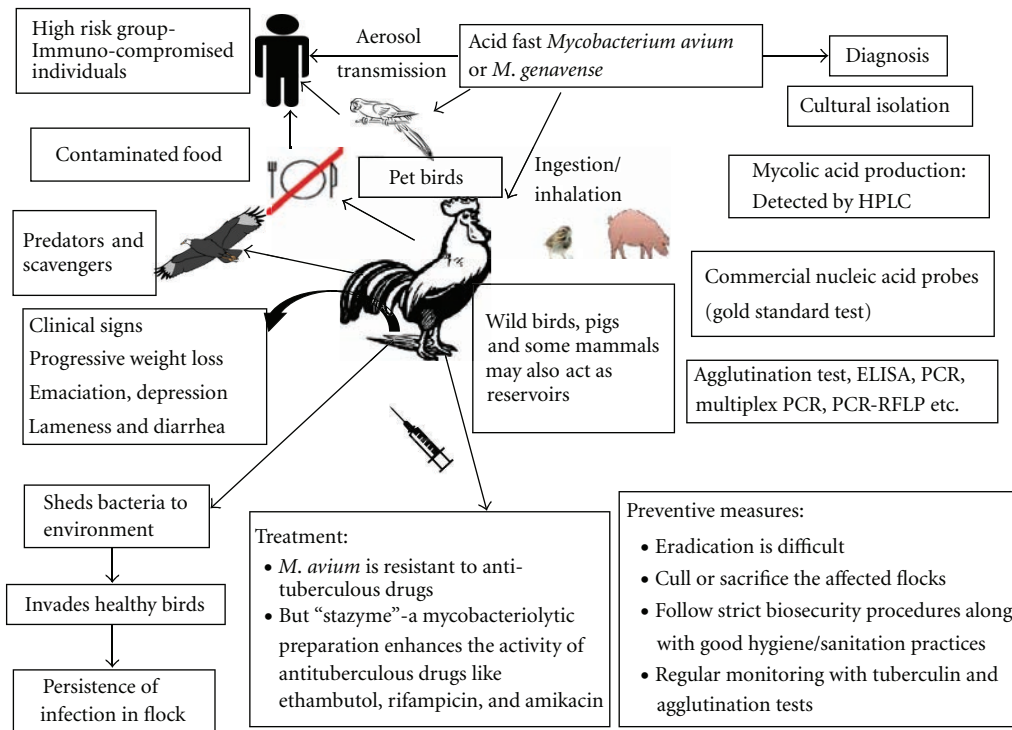 High risk group-
Immuno-compromised
individuals
Aerosol
transmission
Acid fast Mycobacterium avium
or M. genavense
Diagnosis
Cultural isolation
Contaminated food
Pet birds
Ingestion/
inhalation
Mycolic acid production:
Detected by HPLC
Predators and
scavengers
Commercial nucleic acid probes
(gold standard test)
Clinical signs
Progressive weight loss
Emaciation, depression
Lameness and diarrhea
Wild birds, pigs
and some mammals
may also act as
reservoirs
Agglutination test, ELISA, PCR,
multiplex PCR, PCR-RFLP etc.
Sheds bacteria to
environment
Invades healthy birds
Persistence of
infection in flock
Treatment:
• M. avium is resistant to anti-
tuberculous drugs
• But “stazyme”-a mycobacteriolytic
preparation enhances the activity of
antituberculous drugs like
ethambutol, rifampicin, and amikacin
Preventive measures:
• Eradication is difficult
• Cull or sacrifice the affected flocks
• Follow strict biosecurity procedures along
with good hygiene/sanitation practices
• Regular monitoring with tuberculin and
agglutination tests